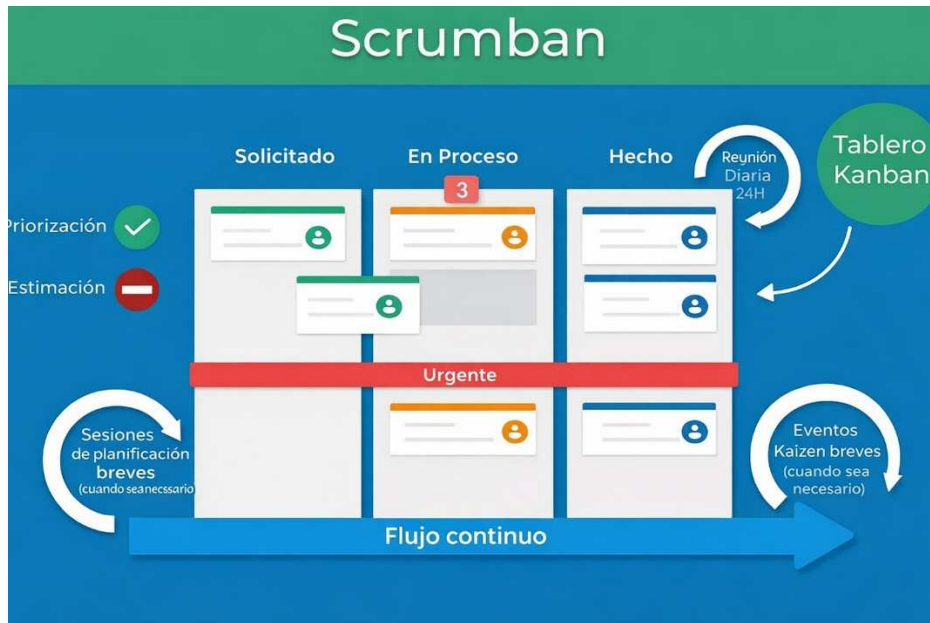 Scrumban
Solicitado
En Proceso
Hecho
3
Reunión
Diaria
24H
Tablero
Kanban
Priorización
Estimación
Urgente
Sesiones
de planificación
breves
(cuando seanecssario)
Eventos
Kaizen breves
(cuando sea
necesario)
Flujo continuo